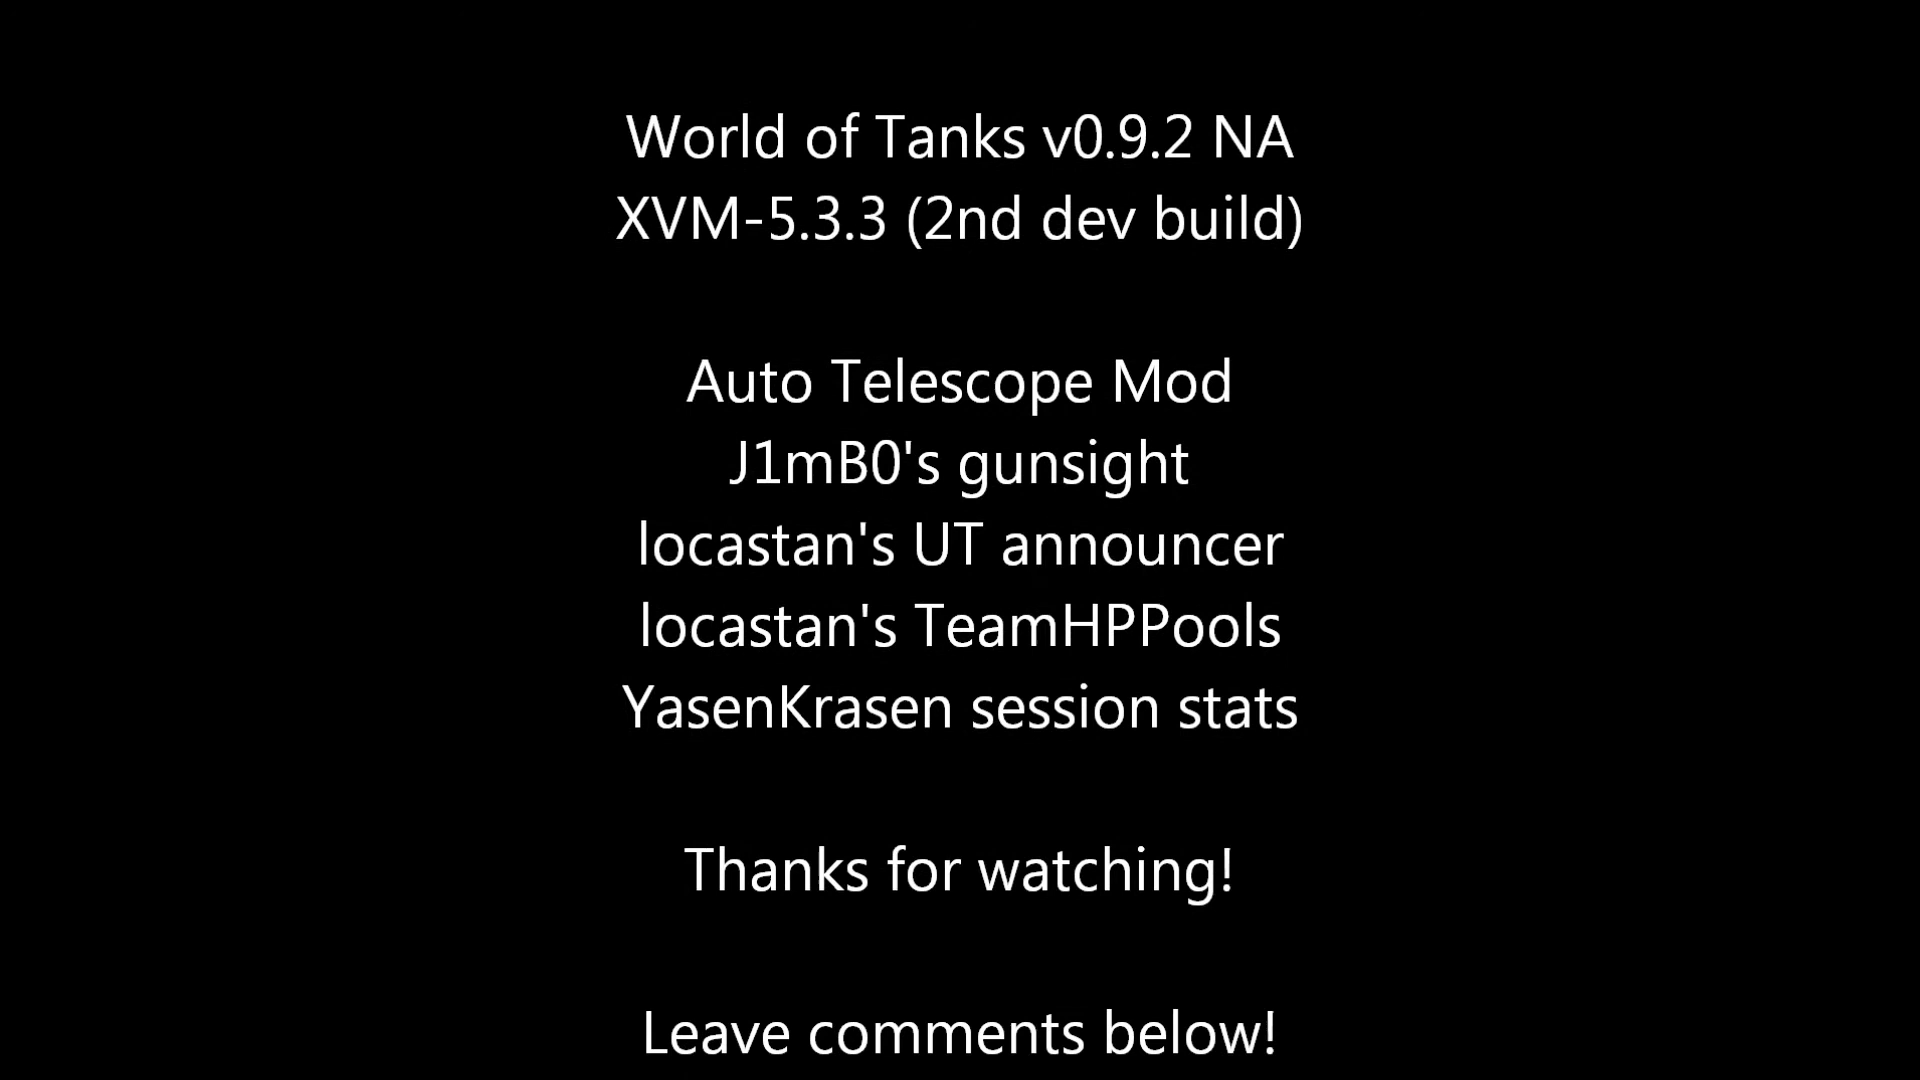 World of Tanks v0.9.2 NA
XVM-5.3.3 (2nd dev build)
Auto Telescope Mod
J1mB0's gunsight
locastan's UT announcer
locastan's TeamHPPools
YasenKrasen session stats
Thanks for watching!
Leave comments below!